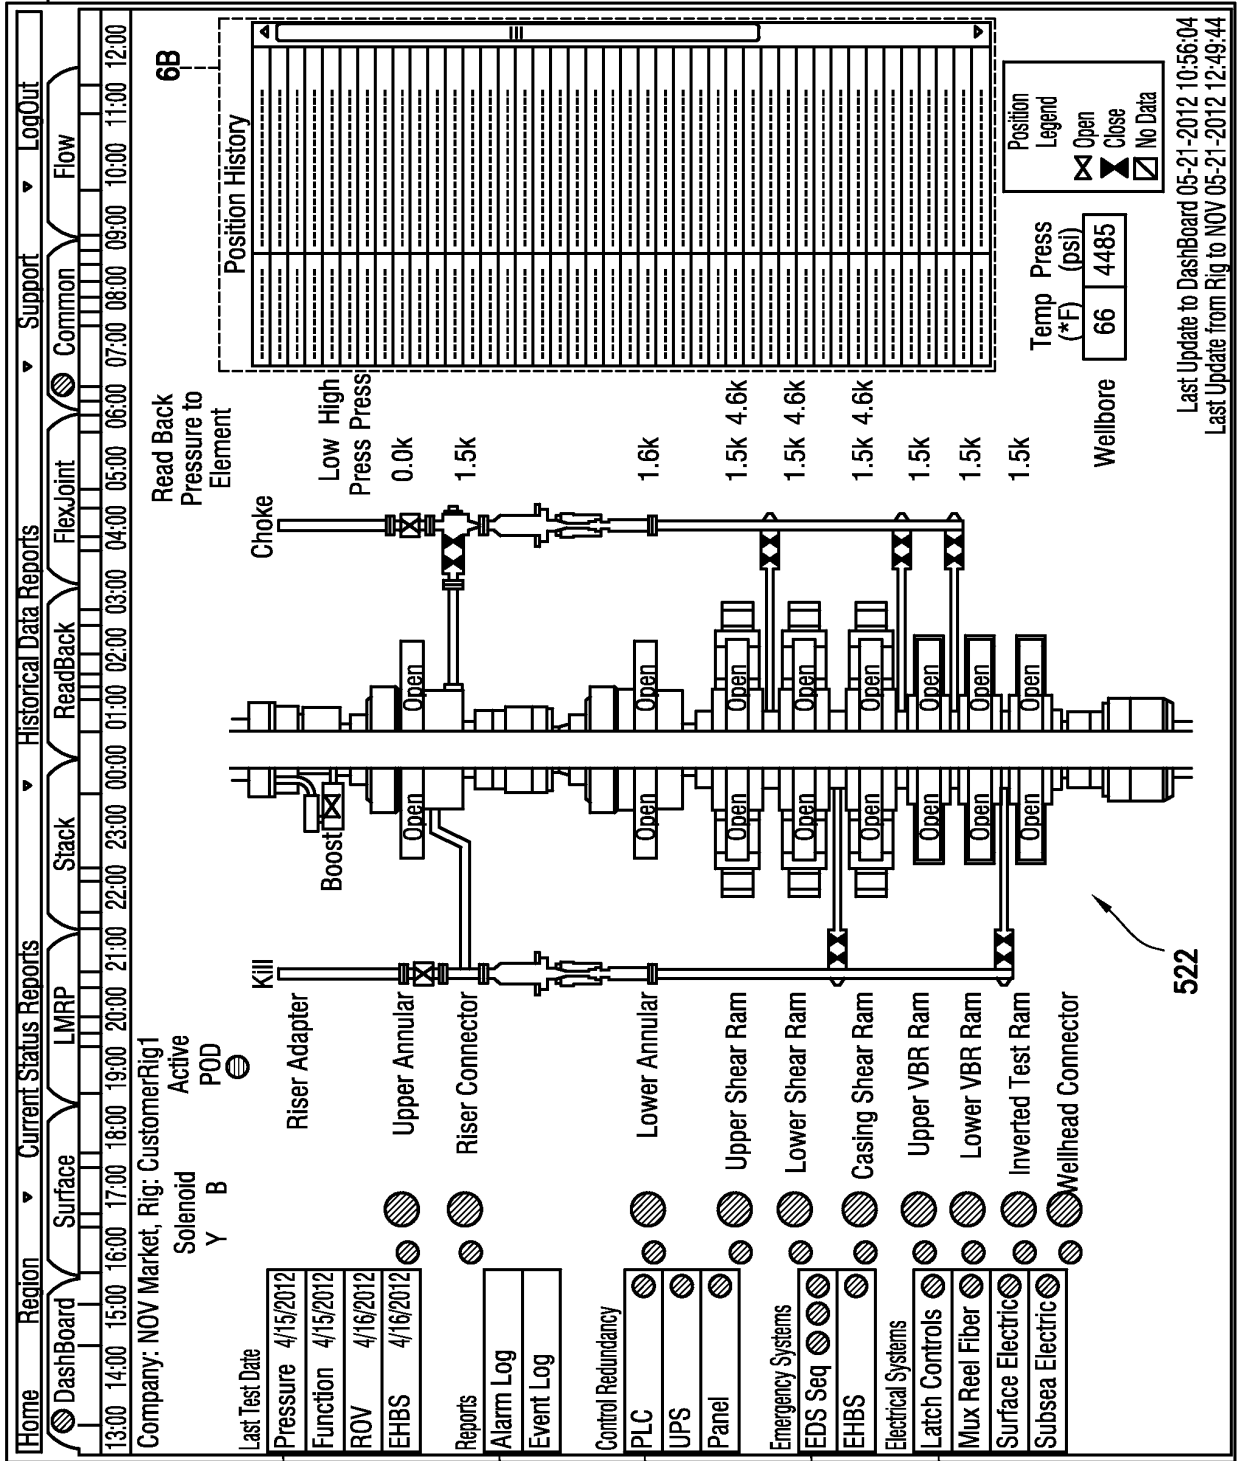 Home Region Current Status Reports Historical Data Reports Support LogOut
DashBoard Surface LMRP Stack ReadBack FlexJoint Common Flow
13:00 14:00 15:00 16:00 17:00 18:00 19:00 20:00 21:00 22:00 23:00 00:00 01:00 02:00 03:00 04:00 05:00 06:00 07:00 08:00 09:00 10:00 11:00 12:00
Company: NOV Market, Rig: CustomerRig1
Solenoid
Y B
Active
POD
Last Test Date
Pressure 4/15/2012
Function 4/15/2012
ROV 4/16/2012
EHBS 4/16/2012
Reports
Alarm Log
Event Log
Control Redundancy
PLC
UPS
Panel
Emergency Systems
EDS Seq
EHBS
Electrical Systems
Latch Controls
Mux Reel Fiber
Surface Electric
Subsea Electric
Riser Adapter
Upper Annular
Riser Connector
Lower Annular
Upper Shear Ram
Lower Shear Ram
Casing Shear Ram
Upper VBR Ram
Lower VBR Ram
Inverted Test Ram
Wellhead Connector
Kill
Boost
Choke
Open Open
Open Open
Open Open
Open Open
Open Open
Open Open
Open Open
Open Open
522
Read Back
Pressure to
Element
Low High
Press Press
0.0k
1.5k
1.6k
1.5k 4.6k
1.5k 4.6k
1.5k 4.6k
1.5k
1.5k
1.5k
6B
Position History
Temp Press
(*F) (psi)
Wellbore 66 4485
Position
Legend
Open
Close
No Data
Last Update to DashBoard 05-21-2012 10:56:04
Last Update from Rig to NOV 05-21-2012 12:49:44